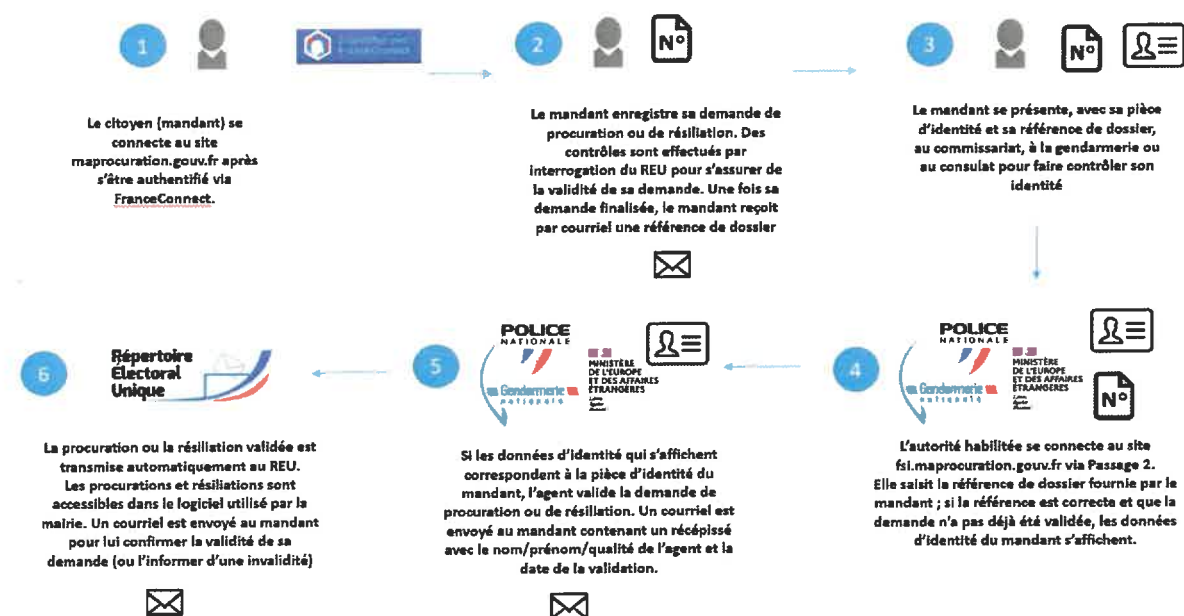 1
Le citoyen (mandant) se
connecte au site
maprocuration.gouv.fr après
s'être authentifié via
FranceConnect.
2
N°
Le mandant enregistre sa demande de
procuration ou de résiliation. Des
contrôles sont effectués par
interrogation du REU pour s'assurer de
la validité de sa demande. Une fois sa
demande finalisée, le mandant reçoit
par courriel une référence de dossier
3
N°
Le mandant se présente, avec sa pièce
d'identité et sa référence de dossier,
au commissariat, à la gendarmerie ou
au consulat pour faire contrôler son
identité
4
POLICE
NATIONALE
Gendarmerie
nationale
MINISTÈRE
DE L'EUROPE
ET DES AFFAIRES
ÉTRANGÈRES
N°
L'autorité habilitée se connecte au site
fsi.maprocuration.gouv.fr via Passage 2.
Elle saisit la référence de dossier fournie par le
mandant ; si la référence est correcte et que la
demande n'a pas déjà été validée, les données
d'identité du mandant s'affichent.
5
POLICE
NATIONALE
Gendarmerie
nationale
MINISTÈRE
DE L'EUROPE
ET DES AFFAIRES
ÉTRANGÈRES
Si les données d'identité qui s'affichent
correspondent à la pièce d'identité du
mandant, l'agent valide la demande de
procuration ou de résiliation. Un courriel est
envoyé au mandant contenant un récépissé
avec le nom/prénom/qualité de l'agent et la
date de la validation.
6
Répertoire
Électoral
Unique
La procuration ou la résiliation validée est
transmise automatiquement au REU.
Les procurations et résiliations sont
accessibles dans le logiciel utilisé par la
mairie. Un courriel est envoyé au mandant
pour lui confirmer la validité de sa
demande (ou l'informer d'une invalidité)